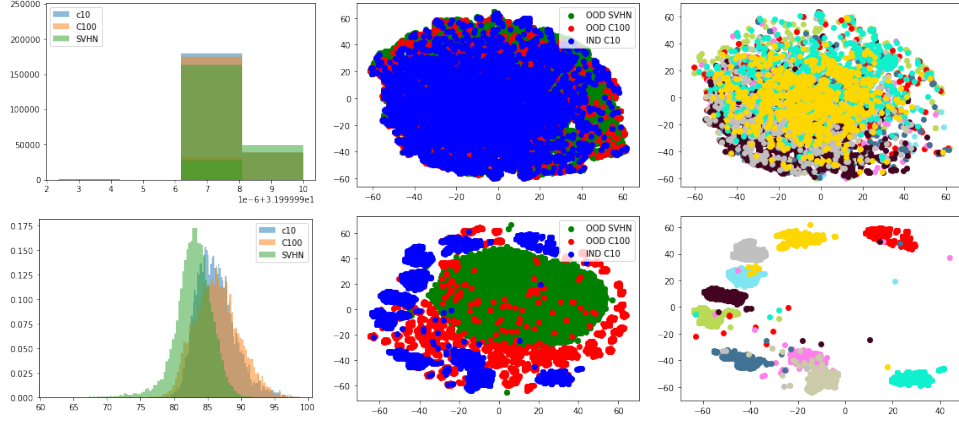 250000
200000
150000
100000
50000
0
2 3 4 5 6 7 8 9 10
1e-6+3.199999e1
c10
C100
SVHN
60
40
20
0
−20
−40
−60
−60 −40 −20 0 20 40 60
OOD SVHN
OOD C100
IND C10
60
40
20
0
−20
−40
−60
−60 −40 −20 0 20 40 60
0.175
0.150
0.125
0.100
0.075
0.050
0.025
0.000
60 65 70 75 80 85 90 95 100
c10
C100
SVHN
60
40
20
0
−20
−40
−60
−60 −40 −20 0 20 40 60
OOD SVHN
OOD C100
IND C10
60
40
20
0
−20
−40
−60
−60 −40 −20 0 20 40